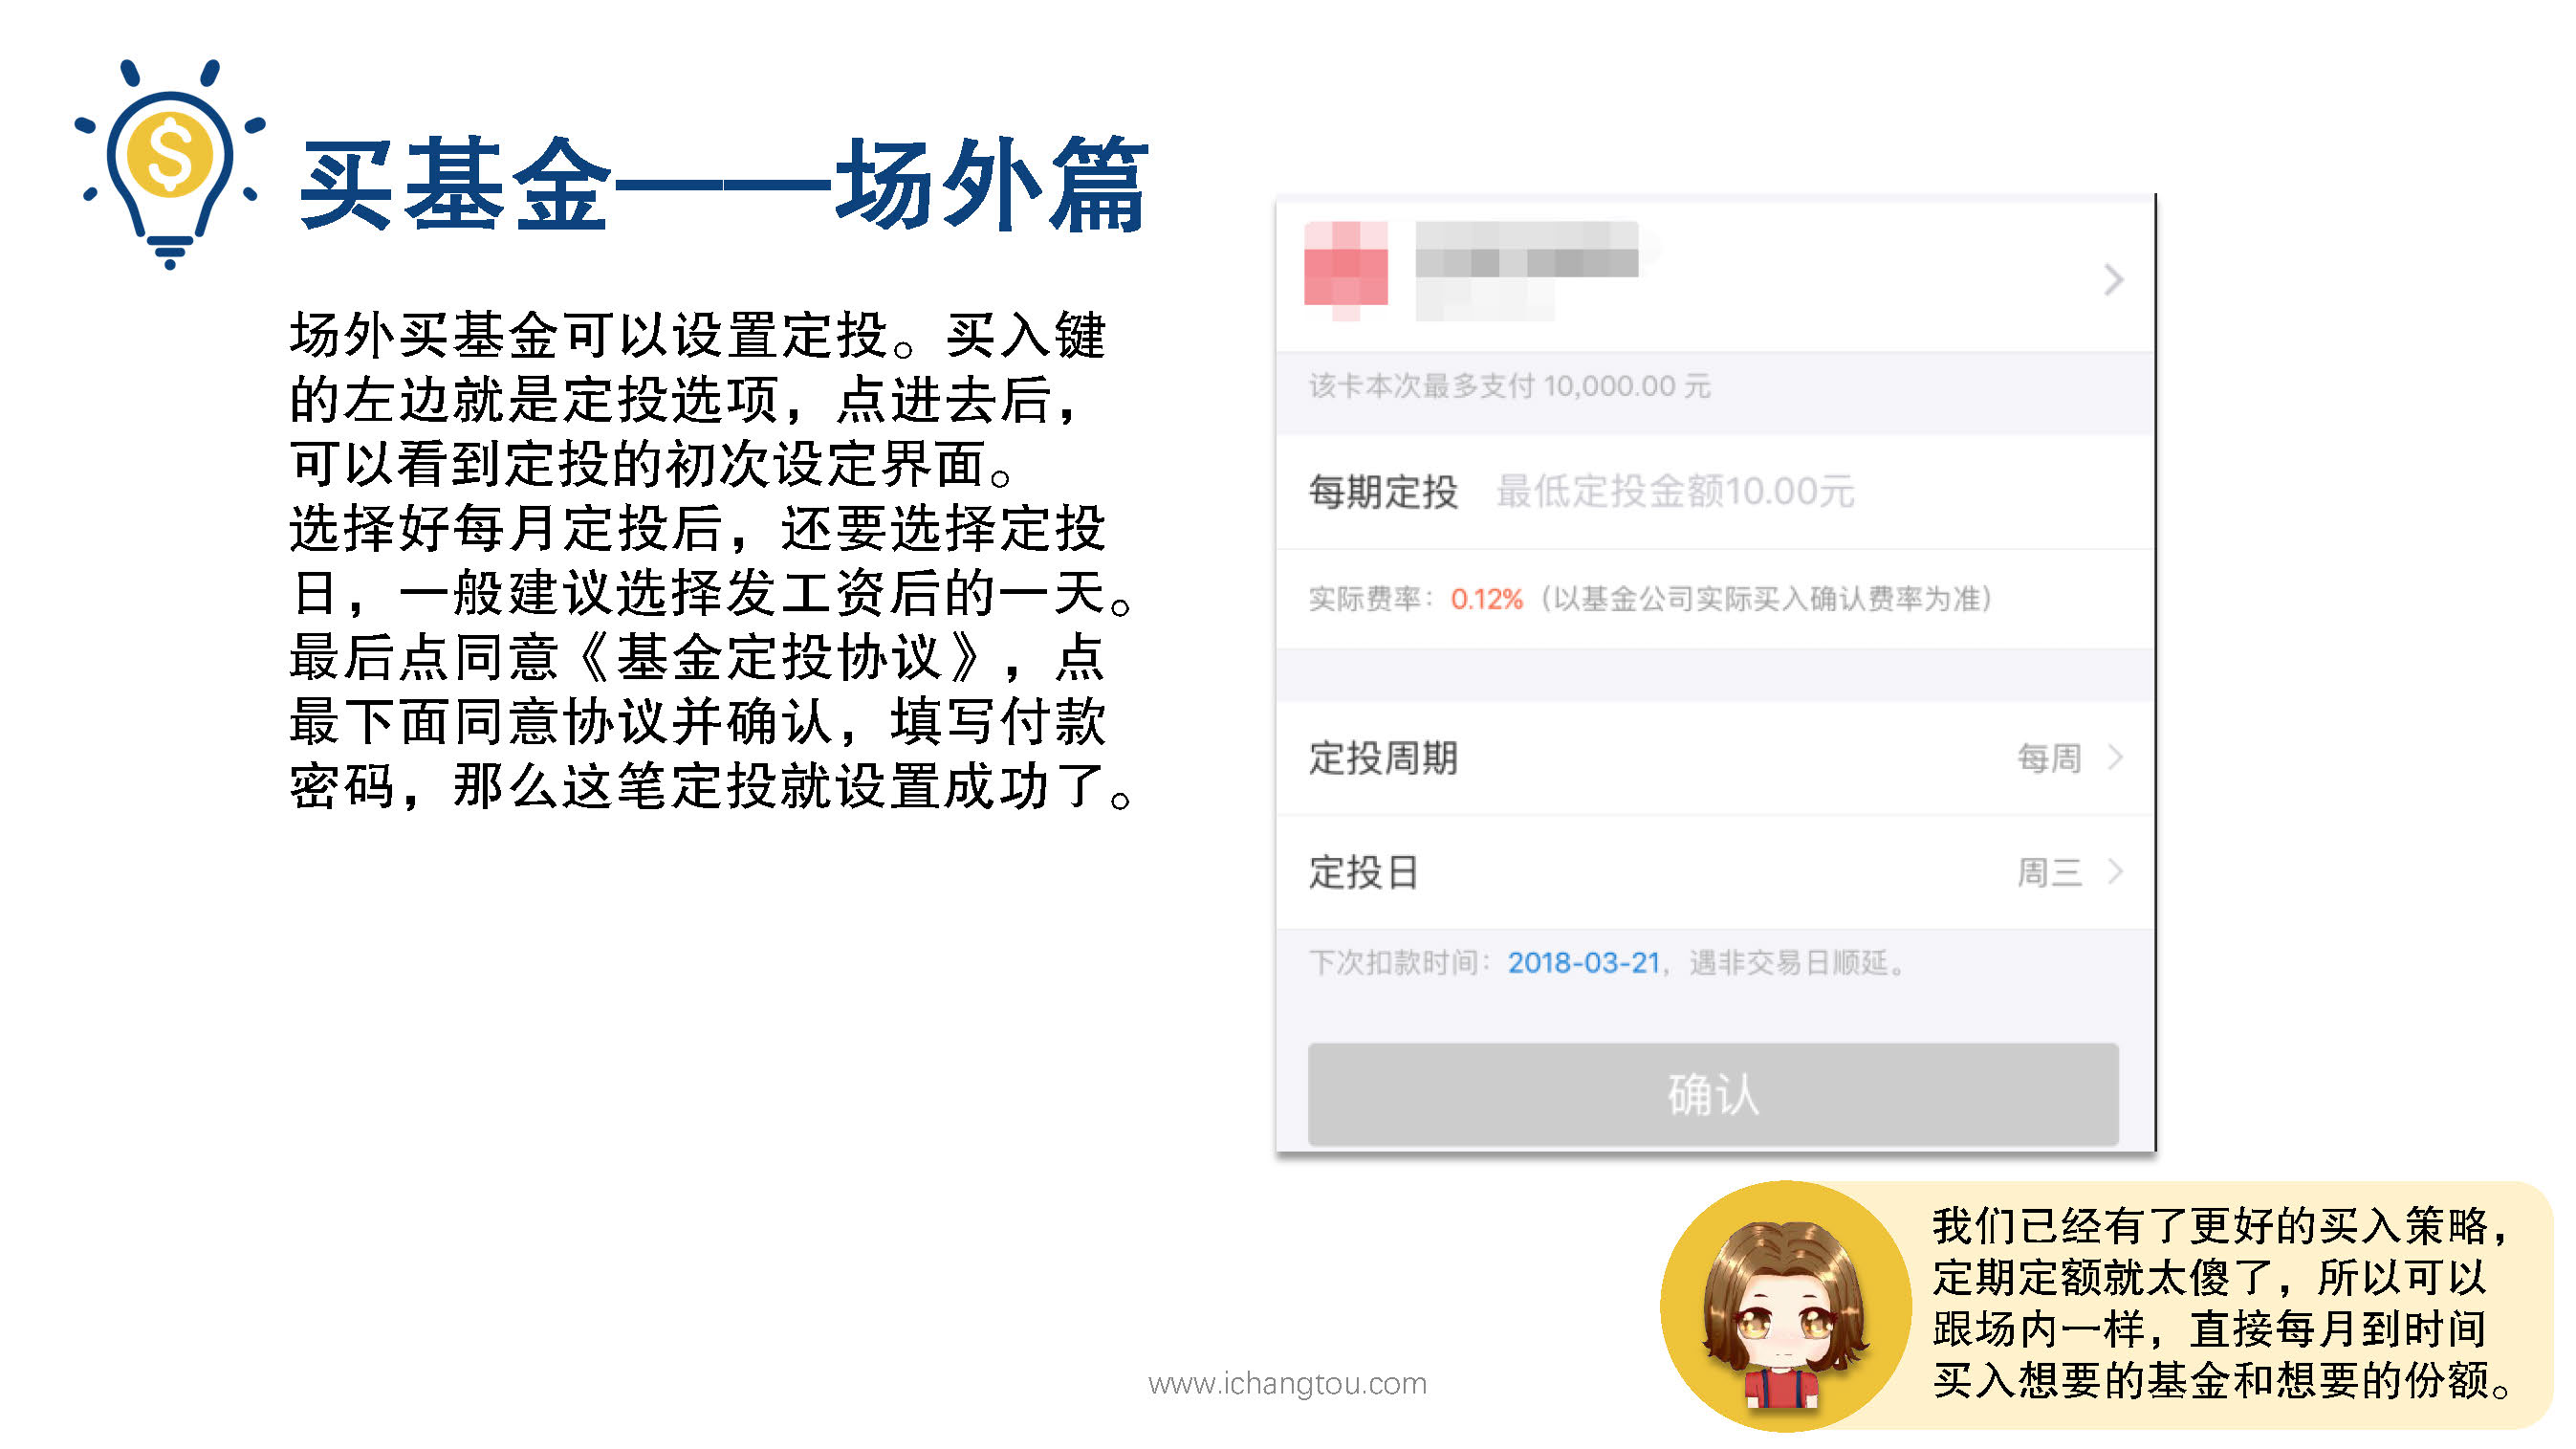 买基金——场外篇
场外买基金可以设置定投。买入键
的左边就是定投选项，点进去后，
可以看到定投的初次设定界面。
选择好每月定投后，还要选择定投
日，一般建议选择发工资后的一天。
最后点同意《基金定投协议》，点
最下面同意协议并确认，填写付款
密码，那么这笔定投就设置成功了。
该卡本次最多支付 10,000.00 元
每期定投 最低定投金额10.00元
实际费率：0.12%（以基金公司实际买入确认费率为准）
定投周期 每周
定投日 周三
下次扣款时间：2018-03-21，遇非交易日顺延。
确认
我们已经有了更好的买入策略，
定期定额就太傻了，所以可以
跟场内一样，直接每月到时间
买入想要的基金和想要的份额。
www.ichangtou.com